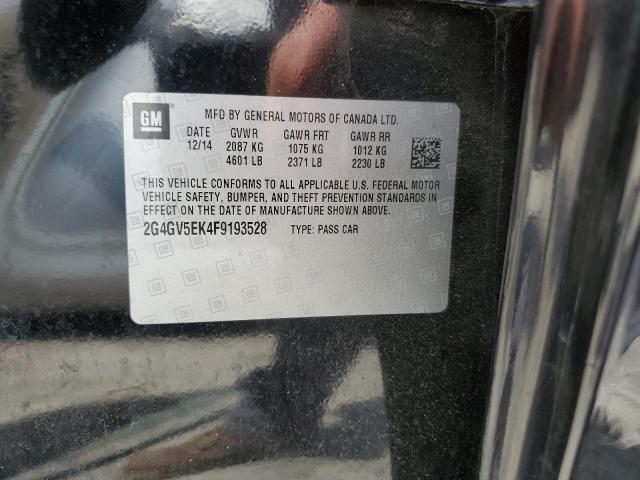 GM
MFD BY GENERAL MOTORS OF CANADA LTD.
DATE GVWR GAWR FRT GAWR RR
12/14 2087 KG 1075 KG 1012 KG
4601 LB 2371 LB 2230 LB
THIS VEHICLE CONFORMS TO ALL APPLICABLE U.S. FEDERAL MOTOR
VEHICLE SAFETY, BUMPER, AND THEFT PREVENTION STANDARDS IN
EFFECT ON THE DATE OF MANUFACTURE SHOWN ABOVE.
2G4GV5EK4F9193528 TYPE: PASS CAR